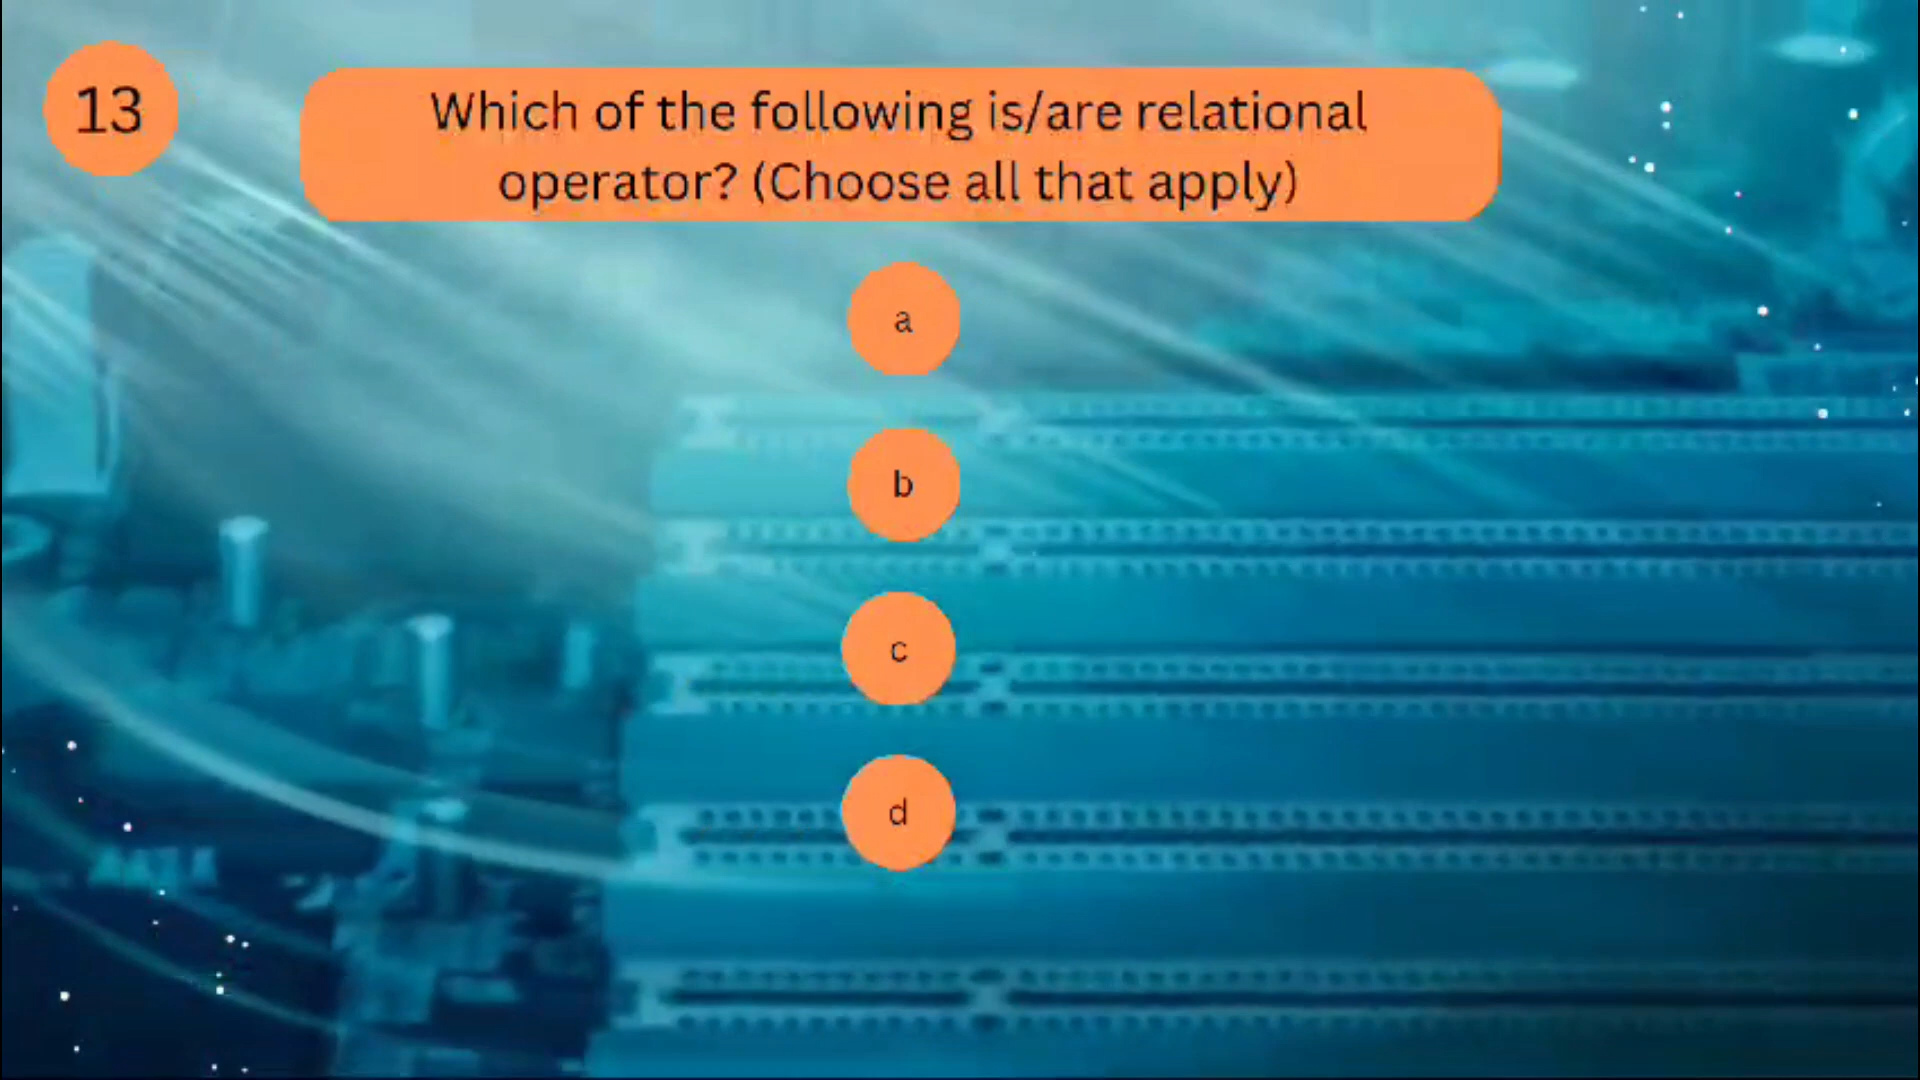 13
Which of the following is/are relational
operator? (Choose all that apply)
a
b
c
d